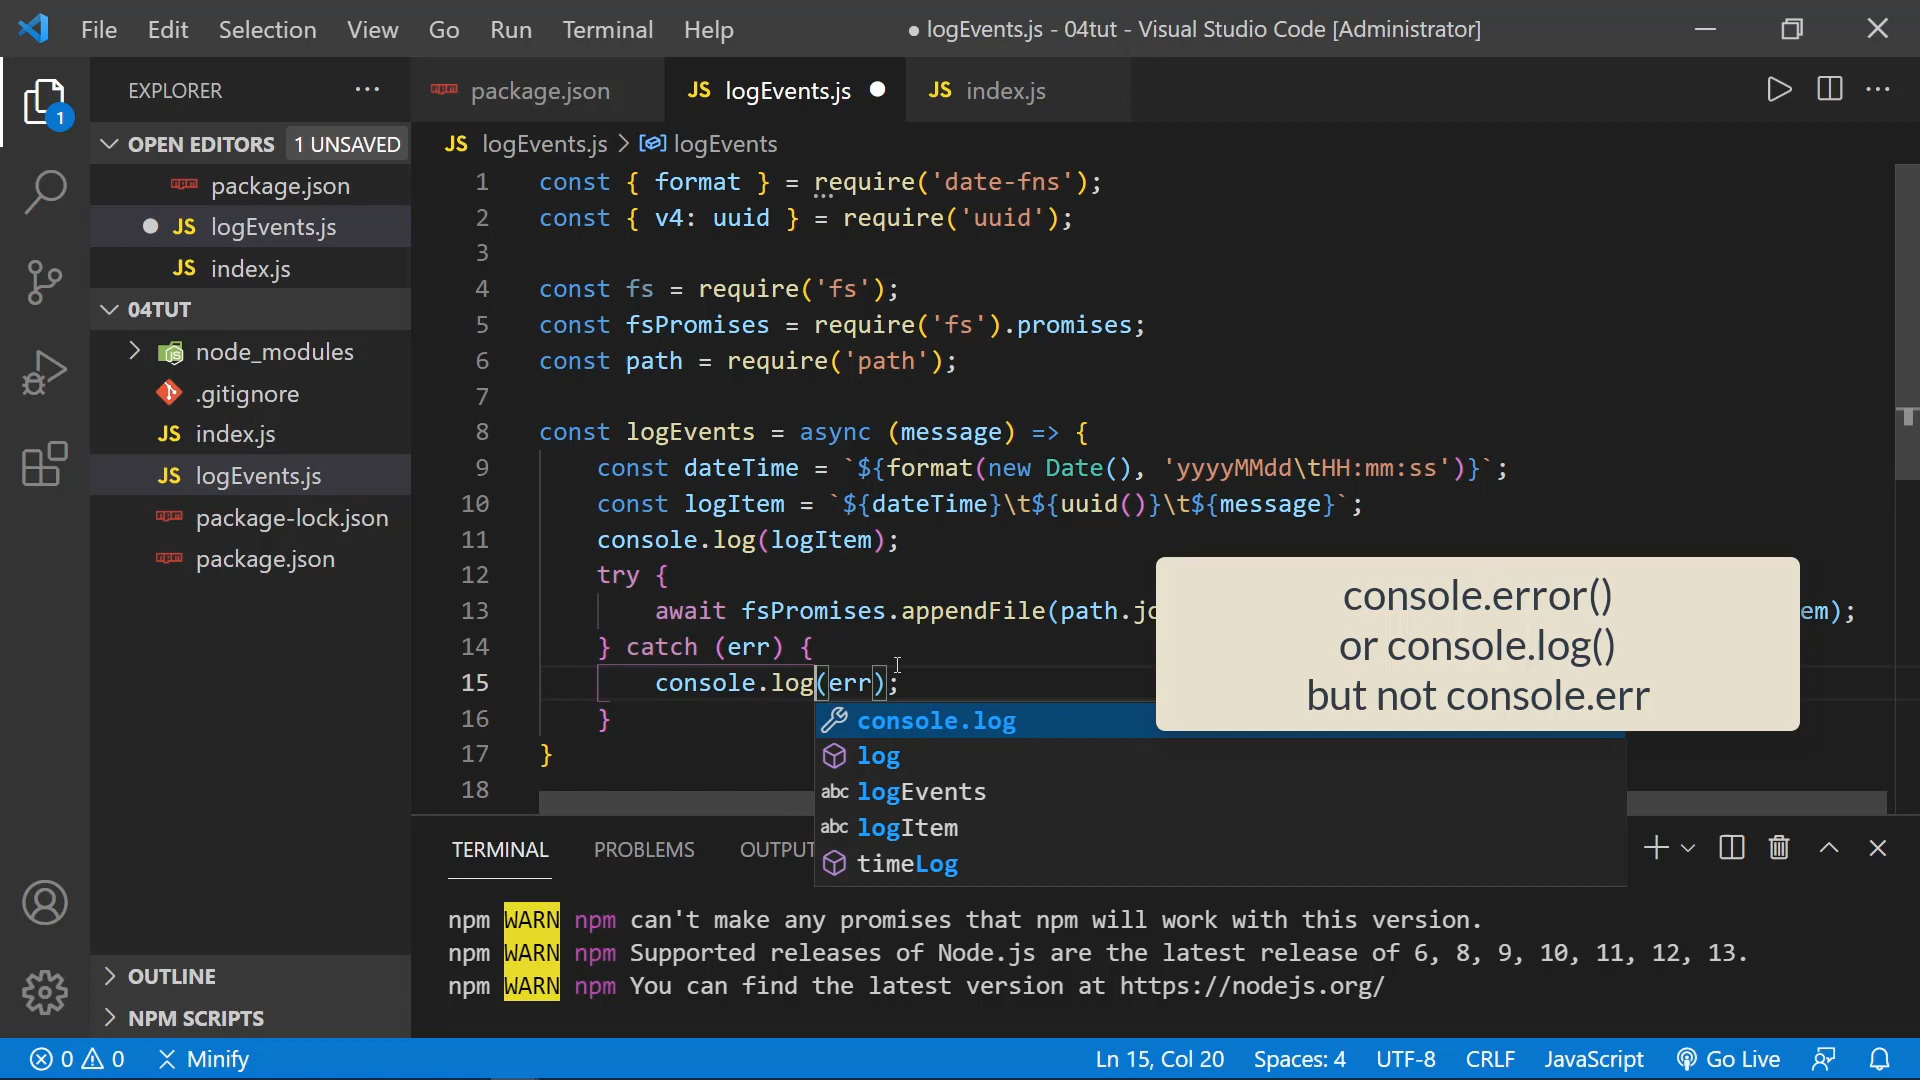 File Edit Selection View Go Run Terminal Help
● logEvents.js - 04tut - Visual Studio Code [Administrator]
EXPLORER
package.json
JS logEvents.js
JS index.js
1
OPEN EDITORS 1 UNSAVED
package.json
JS logEvents.js
JS index.js
04TUT
node_modules
.gitignore
JS index.js
JS logEvents.js
package-lock.json
package.json
OUTLINE
NPM SCRIPTS
JS logEvents.js > logEvents
1 const { format } = require('date-fns');
2 const { v4: uuid } = require('uuid');
3
4 const fs = require('fs');
5 const fsPromises = require('fs').promises;
6 const path = require('path');
7
8 const logEvents = async (message) => {
9 const dateTime = `${format(new Date(), 'yyyyMMdd\tHH:mm:ss')}`;
10 const logItem = `${dateTime}\t${uuid()}\t${message}`;
11 console.log(logItem);
12 try {
13 await fsPromises.appendFile(path.jo em);
14 } catch (err) {
15 console.log(err);
16 }
17 }
18
console.error()
or console.log()
but not console.err
console.log
log
abc logEvents
abc logItem
timeLog
TERMINAL PROBLEMS OUTPUT
npm WARN npm can't make any promises that npm will work with this version.
npm WARN npm Supported releases of Node.js are the latest release of 6, 8, 9, 10, 11, 12, 13.
npm WARN npm You can find the latest version at https://nodejs.org/
0 0 Minify
Ln 15, Col 20 Spaces: 4 UTF-8 CRLF JavaScript Go Live